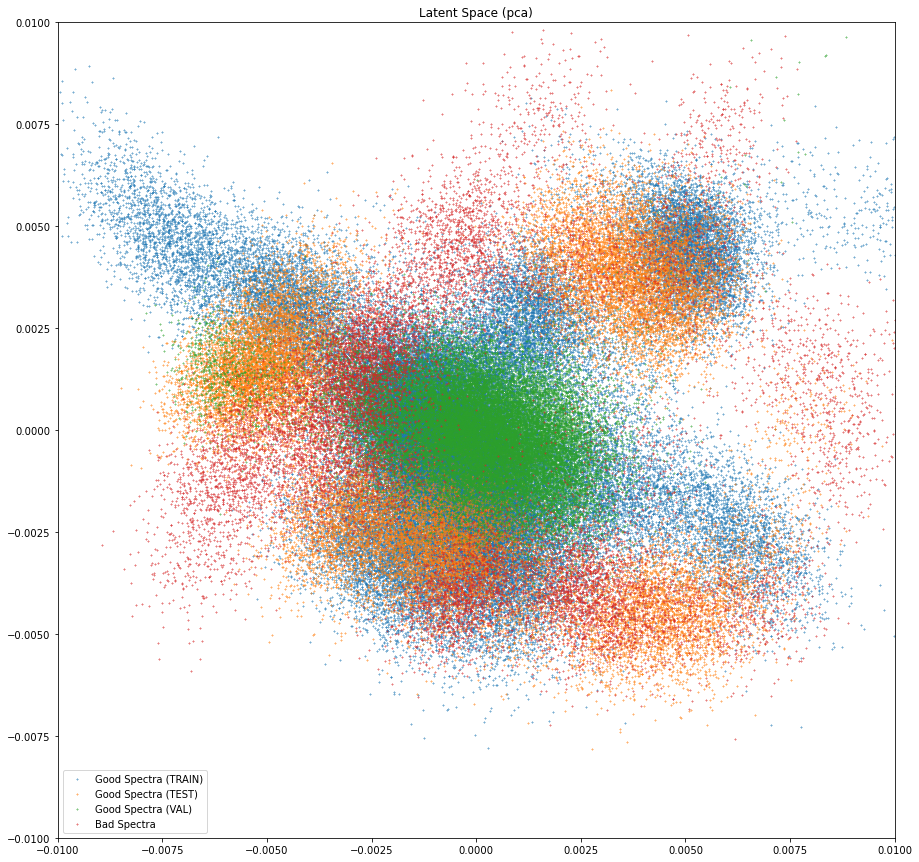 Latent Space (pca)
0.0100
0.0075
0.0050
0.0025
0.0000
−0.0025
−0.0050
−0.0075
−0.0100
Good Spectra (TRAIN)
Good Spectra (TEST)
Good Spectra (VAL)
Bad Spectra
−0.0100 −0.0075 −0.0050 −0.0025 0.0000 0.0025 0.0050 0.0075 0.0100